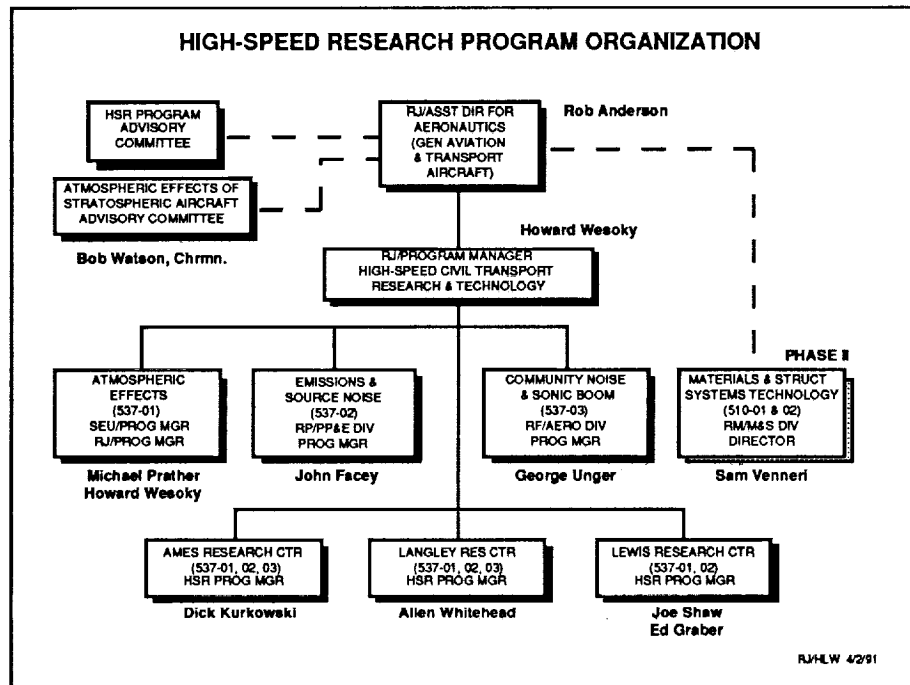 HIGH-SPEED RESEARCH PROGRAM ORGANIZATION
HSR PROGRAM
ADVISORY
COMMITTEE
RJ/ASST DIR FOR
AERONAUTICS
(GEN AVIATION
& TRANSPORT
AIRCRAFT)
Rob Anderson
ATMOSPHERIC EFFECTS OF
STRATOSPHERIC AIRCRAFT
ADVISORY COMMITTEE
Bob Watson, Chrmn.
Howard Wesoky
RJ/PROGRAM MANAGER
HIGH-SPEED CIVIL TRANSPORT
RESEARCH & TECHNOLOGY
PHASE II
ATMOSPHERIC
EFFECTS
(537-01)
SEU/PROG MGR
RJ/PROG MGR
Michael Prather
Howard Wesoky
EMISSIONS &
SOURCE NOISE
(537-02)
RP/PP&E DIV
PROG MGR
John Facey
COMMUNITY NOISE
& SONIC BOOM
(537-03)
RF/AERO DIV
PROG MGR
George Unger
MATERIALS & STRUCT
SYSTEMS TECHNOLOGY
(510-01 & 02)
RM/M&S DIV
DIRECTOR
Sam Venneri
AMES RESEARCH CTR
(537-01, 02, 03)
HSR PROG MGR
Dick Kurkowski
LANGLEY RES CTR
(537-01, 02, 03)
HSR PROG MGR
Allen Whitehead
LEWIS RESEARCH CTR
(537-01, 02)
HSR PROG MGR
Joe Shaw
Ed Graber
RJ/HLW 4/2/91